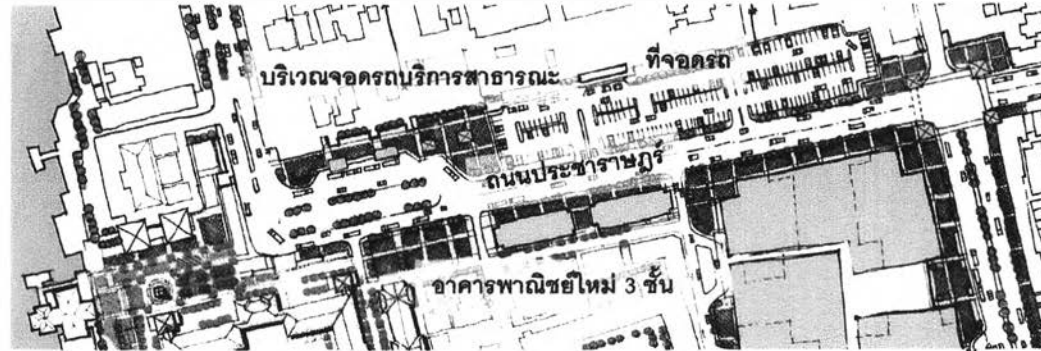 ที่จอดรถ
บริเวณจอดรถบริการสาธารณะ
ถนนประชาราษฎร์
อาคารพาณิชย์ใหม่ 3 ชั้น